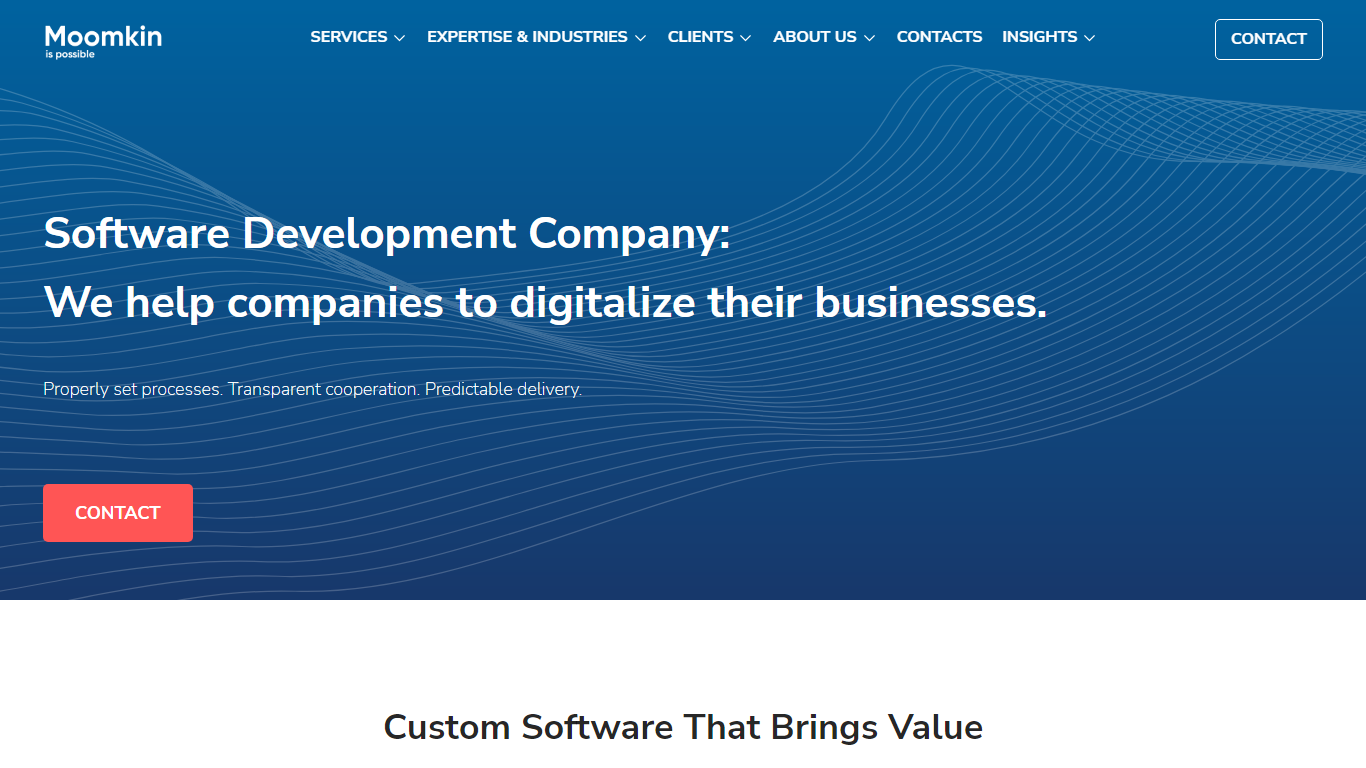 Moomkin
is possible
SERVICES
EXPERTISE & INDUSTRIES
CLIENTS
ABOUT US
CONTACTS
INSIGHTS
CONTACT
Software Development Company:
We help companies to digitalize their businesses.
Properly set processes. Transparent cooperation. Predictable delivery.
CONTACT
Custom Software That Brings Value